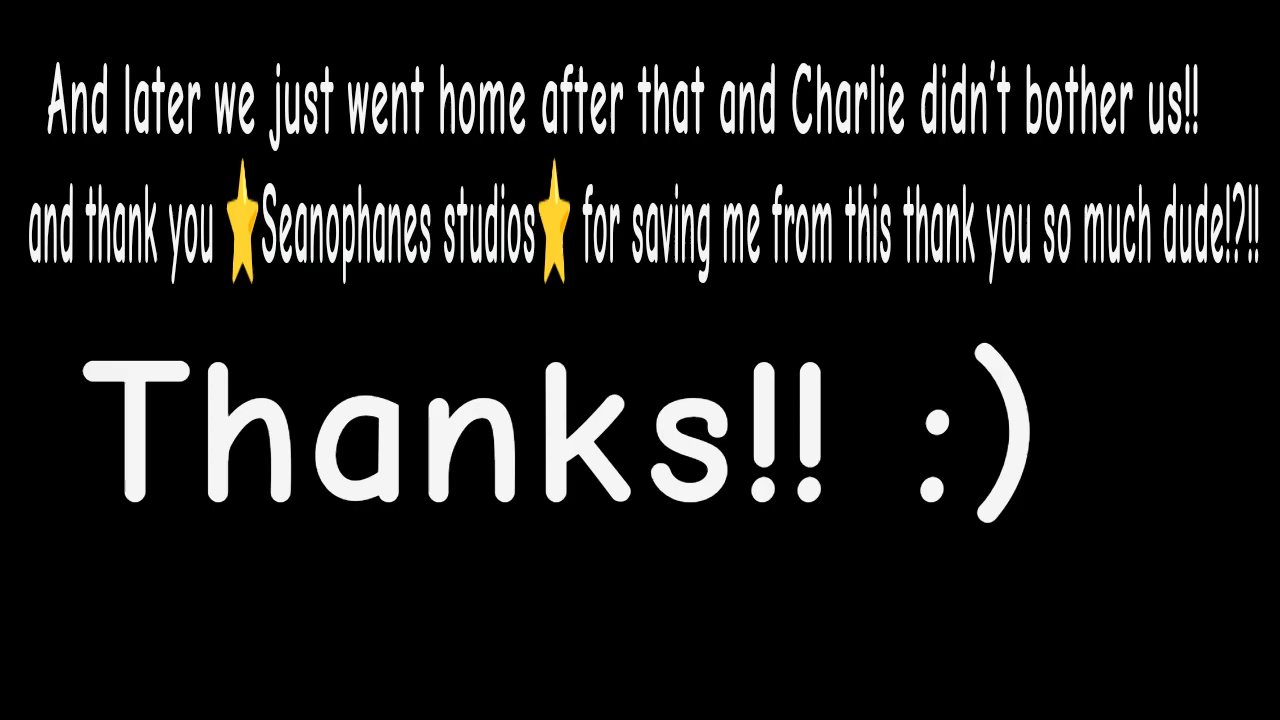 And later we just went home after that and Charlie didn't bother us!!
and thank you ⭐Seanophanes studios⭐ for saving me from this thank you so much dude!?!!
Thanks!! :)